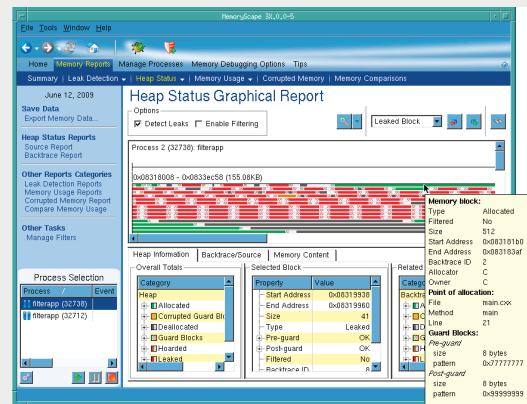 MemoryScape 3X.0.0-5
File Tools Window Help
Home Memory Reports Manage Processes Memory Debugging Options Tips
Summary | Leak Detection | Heap Status | Memory Usage | Corrupted Memory | Memory Comparisons
June 12, 2009
Save Data
Export Memory Data...
Heap Status Reports
Source Report
Backtrace Report
Other Reports Categories
Leak Detection Reports
Memory Usage Reports
Corrupted Memory Report
Compare Memory Usage
Other Tasks
Manage Filters
Process Selection
Process / Event
filterapp (32738)
filterapp (32712)
Heap Status Graphical Report
Options
Detect Leaks Enable Filtering
Leaked Block
Process 2 (32738): filterapp
0x08318008 - 0x0833ec58 (155.08KB)
Heap Information Backtrace/Source Memory Content
Overall Totals
Category
Heap
Allocated
Corrupted Guard Bl
Deallocated
Guard Blocks
Hoarded
Leaked
Selected Block
Property Value
Start Address 0x08319938
End Address 0x08319960
Size 41
Type Leaked
Pre-guard OK
Post-guard OK
Filtered No
Backtrace ID 8
Related
Categ
Backtra
Memory block:
Type Allocated
Filtered No
Size 512
Start Address 0x083181b0
End Address 0x083183af
Backtrace ID 2
Allocator C
Owner C
Point of allocation:
File main.cxx
Method main
Line 21
Guard Blocks:
Pre-guard
size 8 bytes
pattern 0x77777777
Post-guard
size 8 bytes
pattern 0x99999999